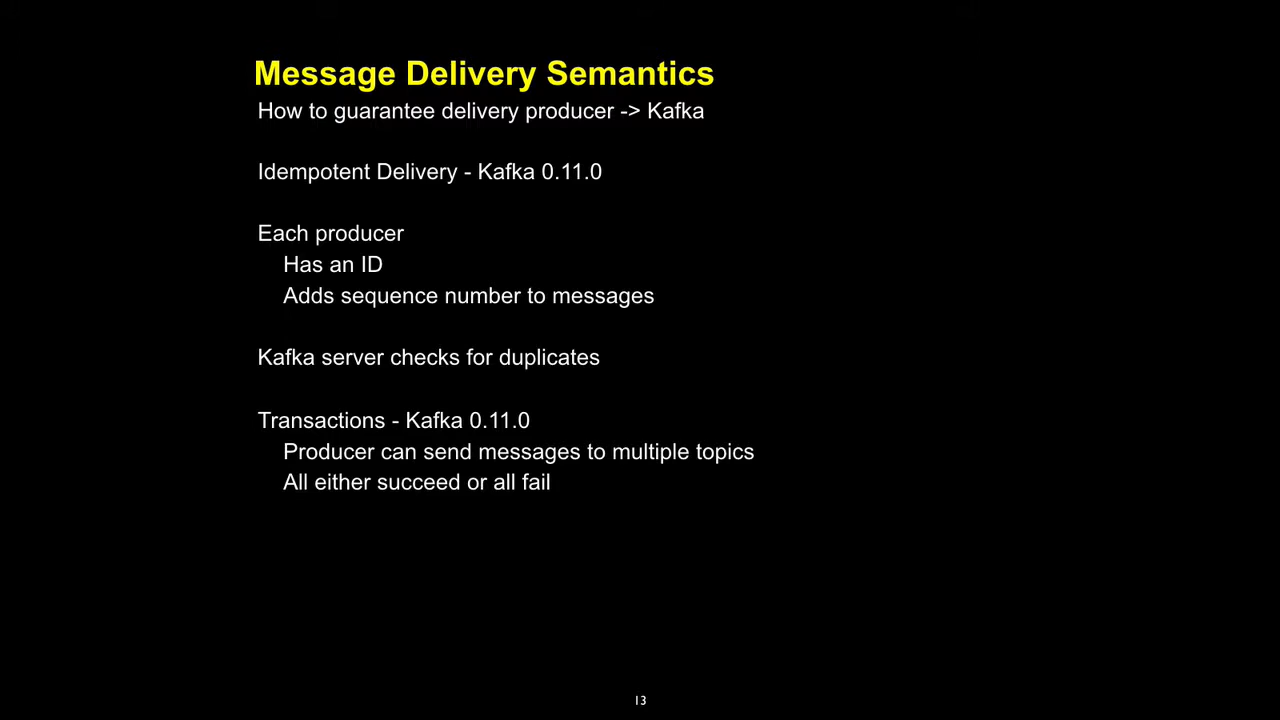 Message Delivery Semantics
How to guarantee delivery producer -> Kafka
Idempotent Delivery - Kafka 0.11.0
Each producer
Has an ID
Adds sequence number to messages
Kafka server checks for duplicates
Transactions - Kafka 0.11.0
Producer can send messages to multiple topics
All either succeed or all fail
13